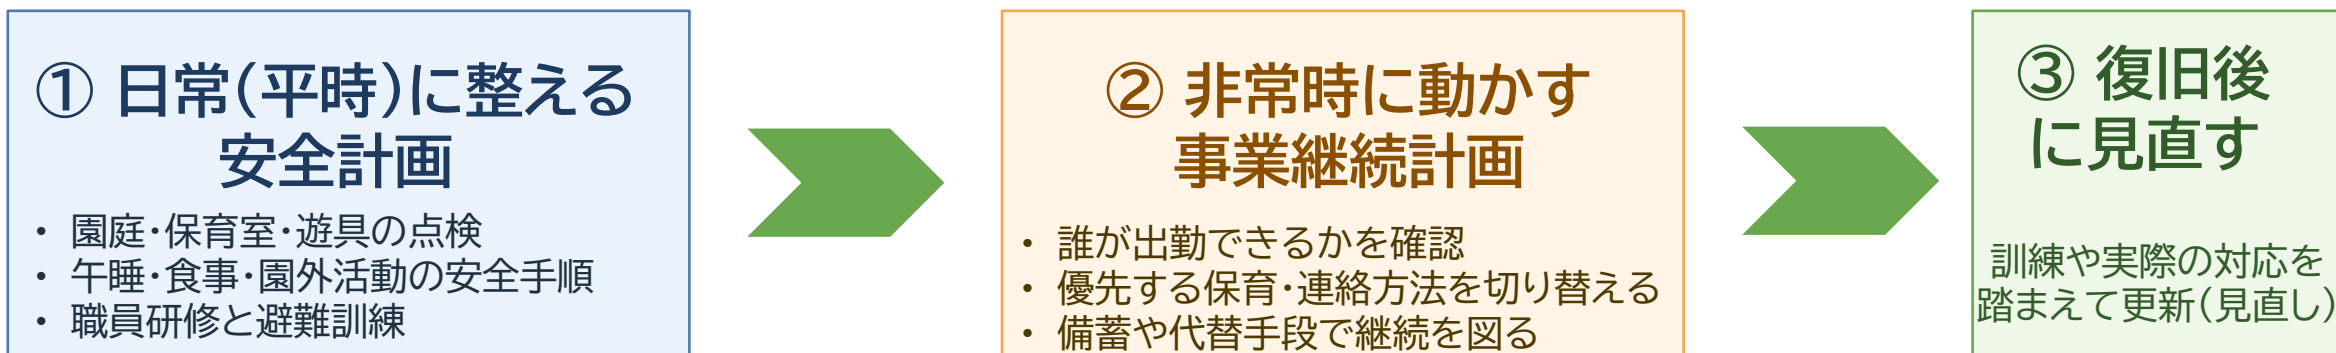 ① 日常(平時)に整える
安全計画
・ 園庭・保育室・遊具の点検
・ 午睡・食事・園外活動の安全手順
・ 職員研修と避難訓練
② 非常時に動かす
事業継続計画
・ 誰が出勤できるかを確認
・ 優先する保育・連絡方法を切り替える
・ 備蓄や代替手段で継続を図る
③ 復旧後
に見直す
訓練や実際の対応を
踏まえて更新(見直し)